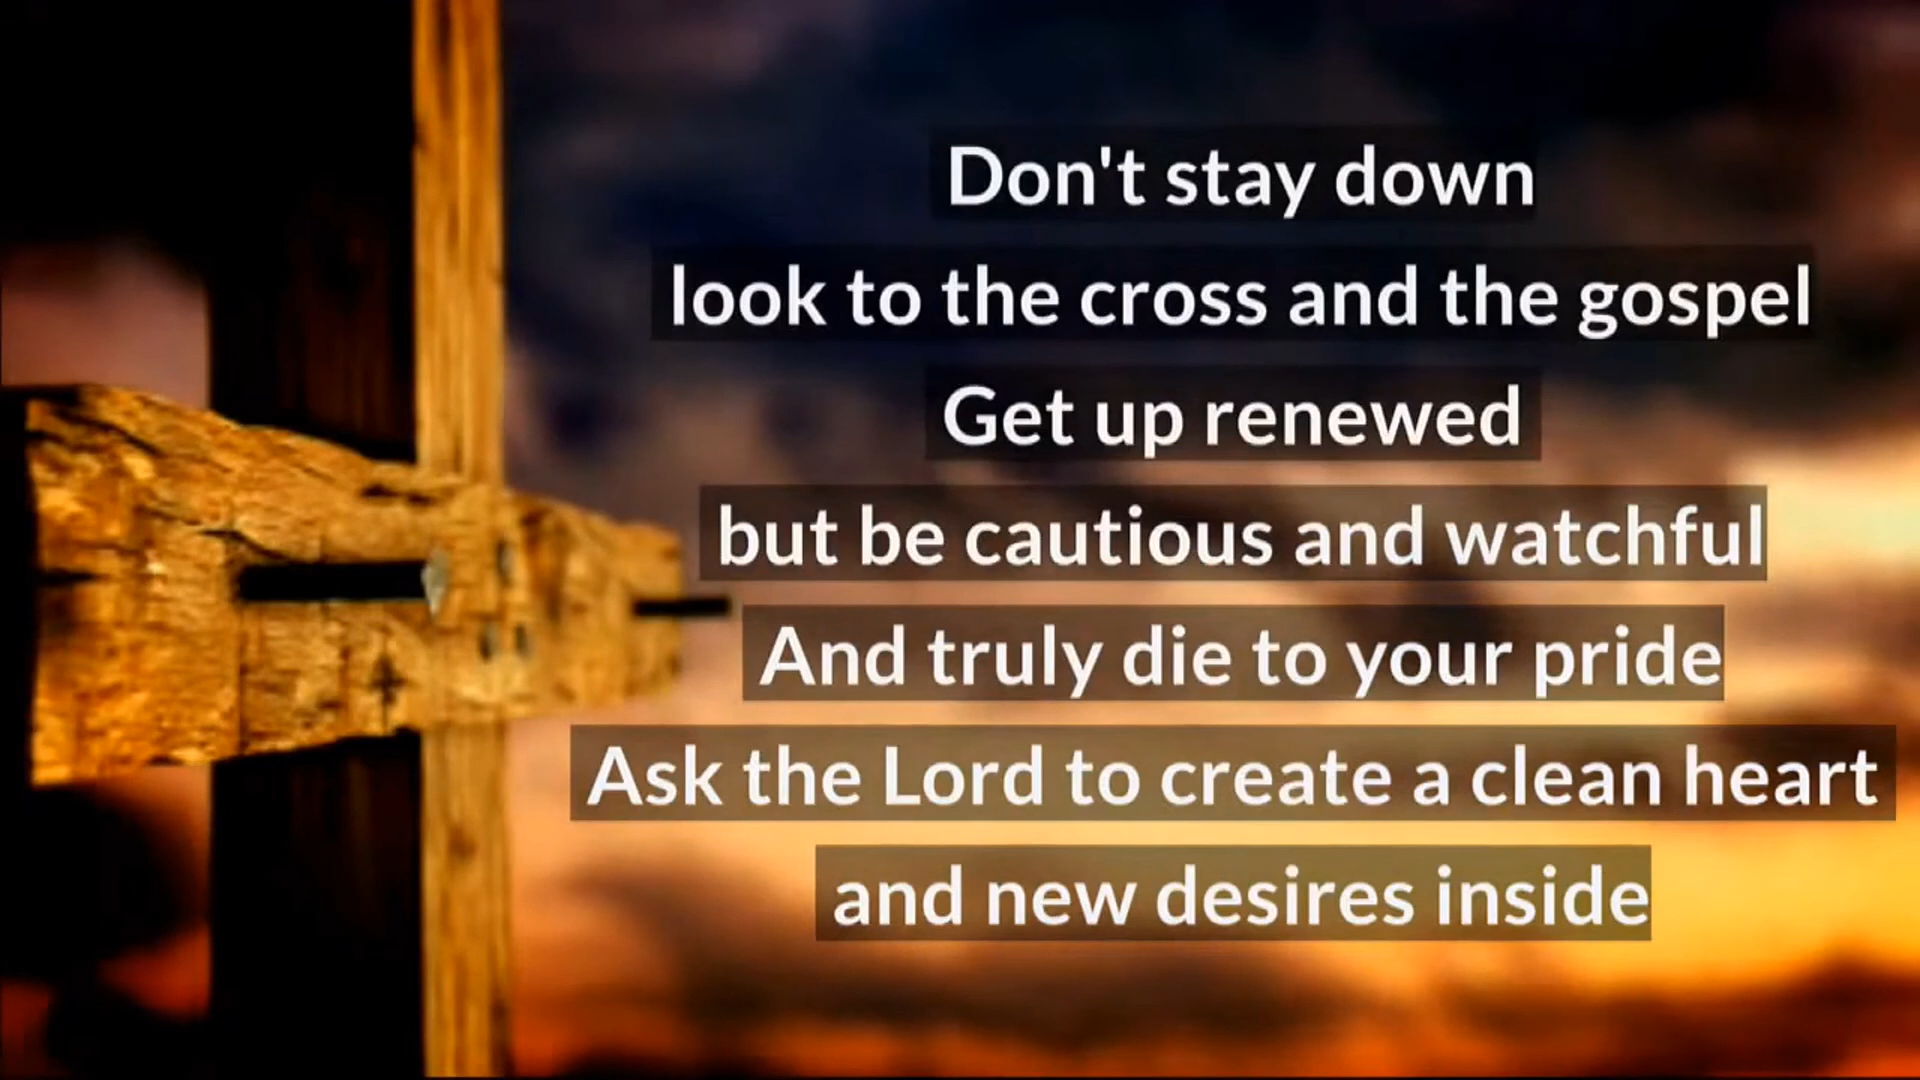 Don't stay down
look to the cross and the gospel
Get up renewed
but be cautious and watchful
And truly die to your pride
Ask the Lord to create a clean heart
and new desires inside